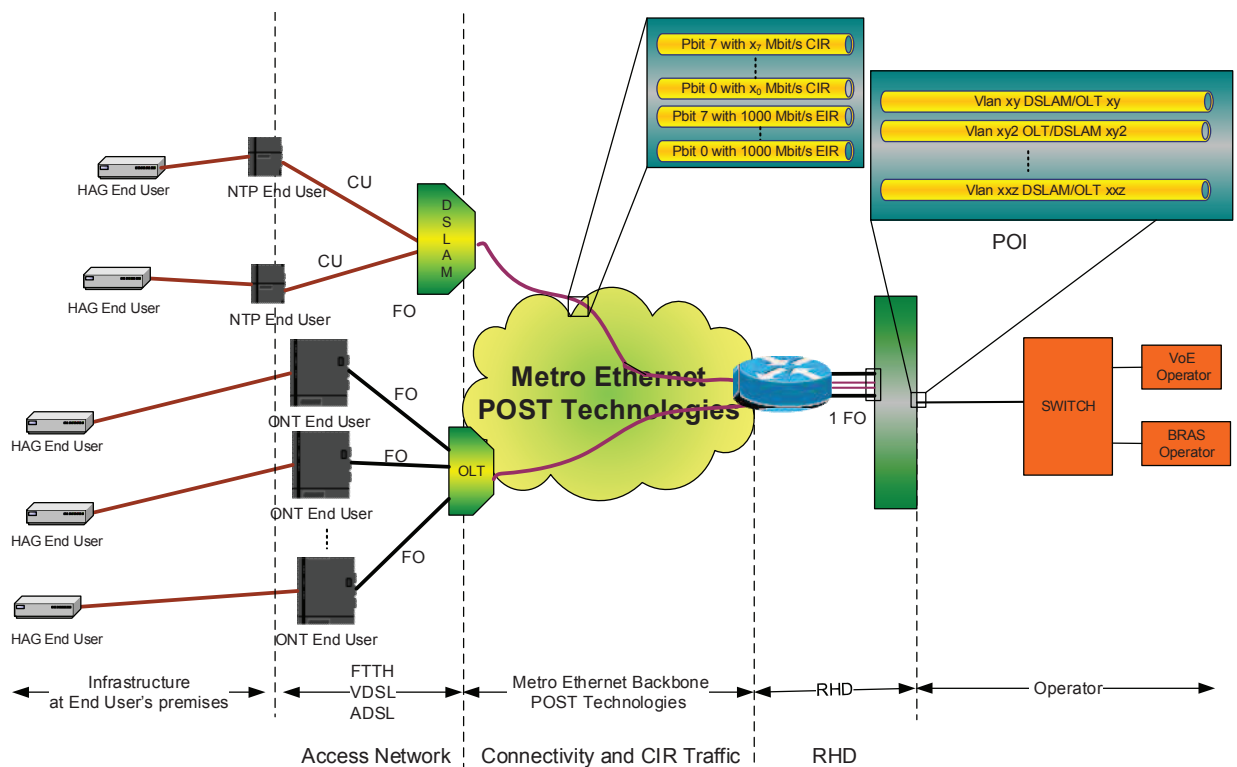 Pbit 7 with x7 Mbit/s CIR
Pbit 0 with x0 Mbit/s CIR
Pbit 7 with 1000 Mbit/s EIR
Pbit 0 with 1000 Mbit/s EIR
Vlan xy DSLAM/OLT xy
Vlan xy2 OLT/DSLAM xy2
Vlan xxz DSLAM/OLT xxz
POI
HAG End User
NTP End User
CU
DSLAM
HAG End User
NTP End User
CU
FO
Metro Ethernet
POST Technologies
1 FO
SWITCH
VoE
Operator
BRAS
Operator
HAG End User
ONT End User
FO
HAG End User
ONT End User
FO
OLT
HAG End User
ONT End User
FO
Infrastructure
at End User's premises
FTTH
VDSL
ADSL
Metro Ethernet Backbone
POST Technologies
RHD
Operator
Access Network
Connectivity and CIR Traffic
RHD